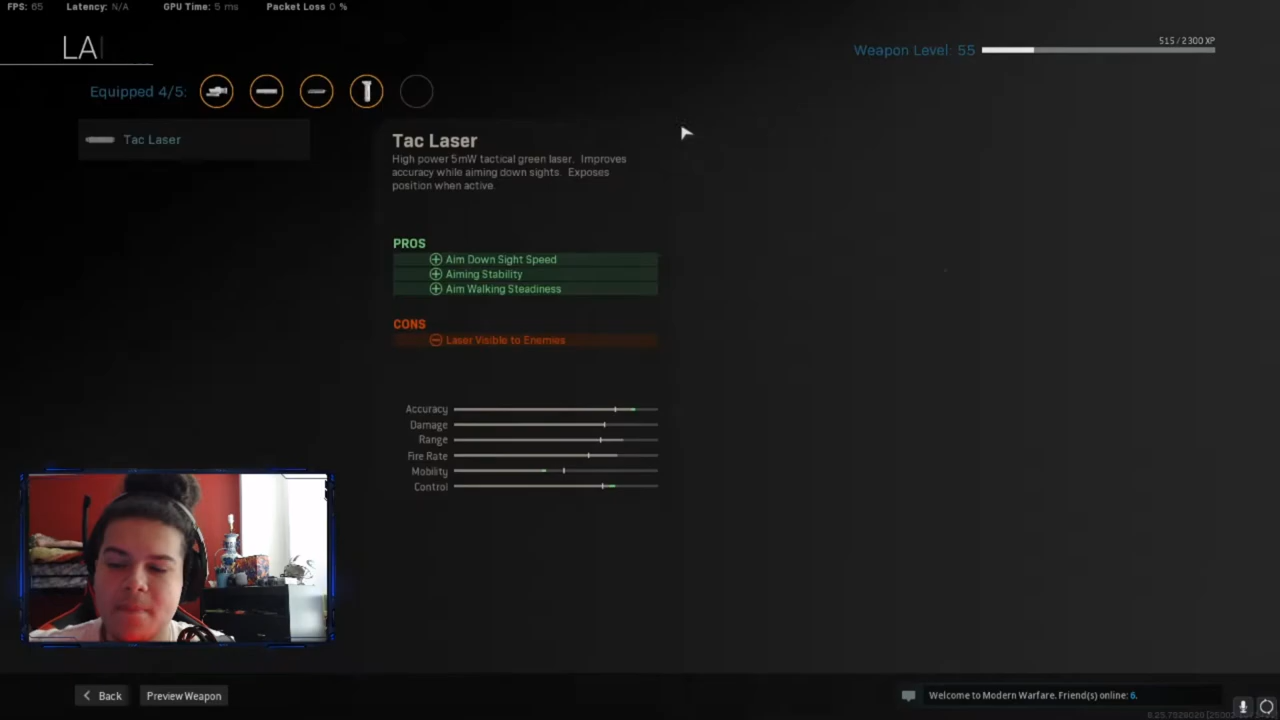 FPS: 65 Latency: N/A GPU Time: 5 ms Packet Loss 0 %
LA
Weapon Level: 55
515 / 2300 XP
Equipped 4/5:
Tac Laser
Tac Laser
High power 5mW tactical green laser. Improves
accuracy while aiming down sights. Exposes
position when active.
PROS
Aim Down Sight Speed
Aiming Stability
Aim Walking Steadiness
CONS
Laser Visible to Enemies
Accuracy
Damage
Range
Fire Rate
Mobility
Control
Back
Preview Weapon
Welcome to Modern Warfare. Friend(s) online: 6.